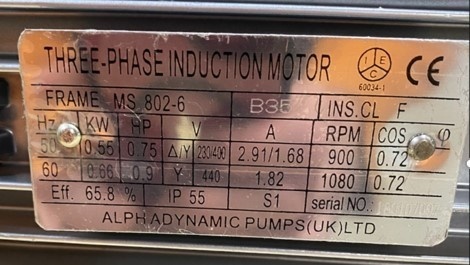 THREE-PHASE INDUCTION MOTOR IEC 60034-1 CE
FRAME MS 802-6 B35 INS.CL F
Hz KW HP V A RPM COS φ
50 0.55 0.75 Δ/Y 230/400 2.91/1.68 900 0.72
60 0.66 0.9 Y 440 1.82 1080 0.72
Eff. 65.8 % IP 55 S1 serial NO.:
ALPHADYNAMIC PUMPS(UK)LTD